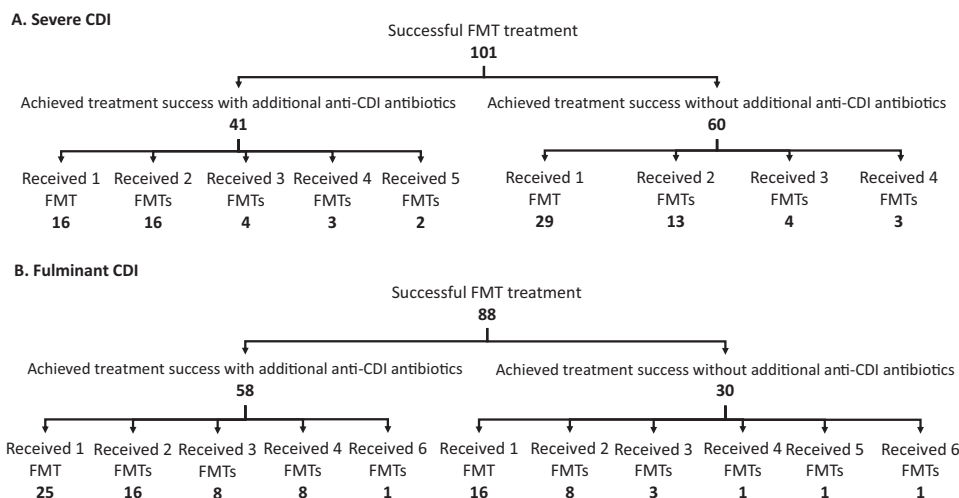 A. Severe CDI
Successful FMT treatment
101
Achieved treatment success with additional anti-CDI antibiotics
41
Achieved treatment success without additional anti-CDI antibiotics
60
Received 1
FMT
16
Received 2
FMTs
16
Received 3
FMTs
4
Received 4
FMTs
3
Received 5
FMTs
2
Received 1
FMT
29
Received 2
FMTs
13
Received 3
FMTs
4
Received 4
FMTs
3
B. Fulminant CDI
Successful FMT treatment
88
Achieved treatment success with additional anti-CDI antibiotics
58
Achieved treatment success without additional anti-CDI antibiotics
30
Received 1
FMT
25
Received 2
FMTs
16
Received 3
FMTs
8
Received 4
FMTs
8
Received 6
FMTs
1
Received 1
FMT
16
Received 2
FMTs
8
Received 3
FMTs
3
Received 4
FMTs
1
Received 5
FMTs
1
Received 6
FMTs
1